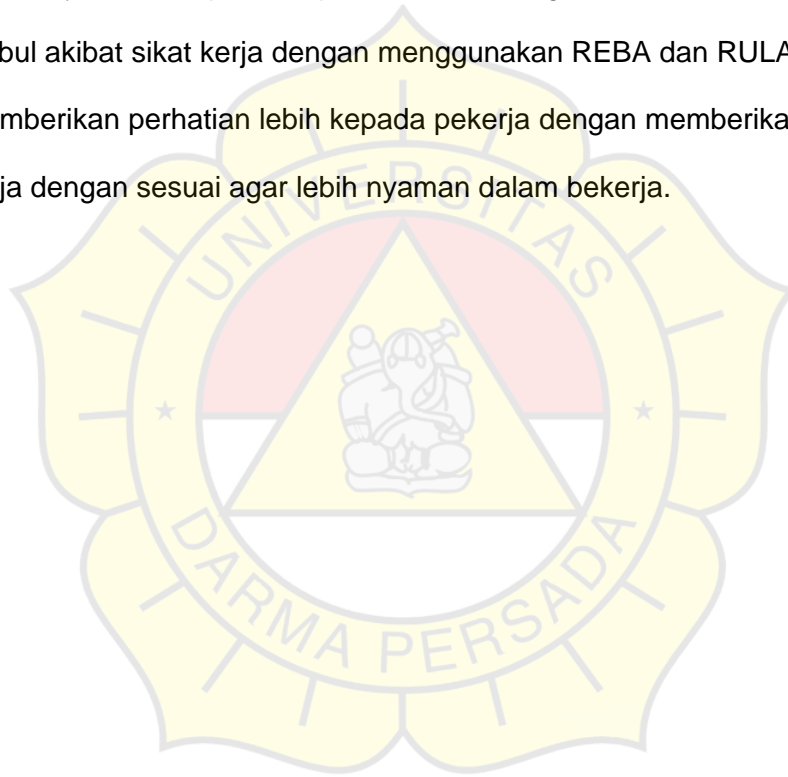 bul akibat sikat kerja dengan menggunakan REBA dan RULA
mberikan perhatian lebih kepada pekerja dengan memberika
ja dengan sesuai agar lebih nyaman dalam bekerja.
UNIVERSITAS
DARMA PERSADA